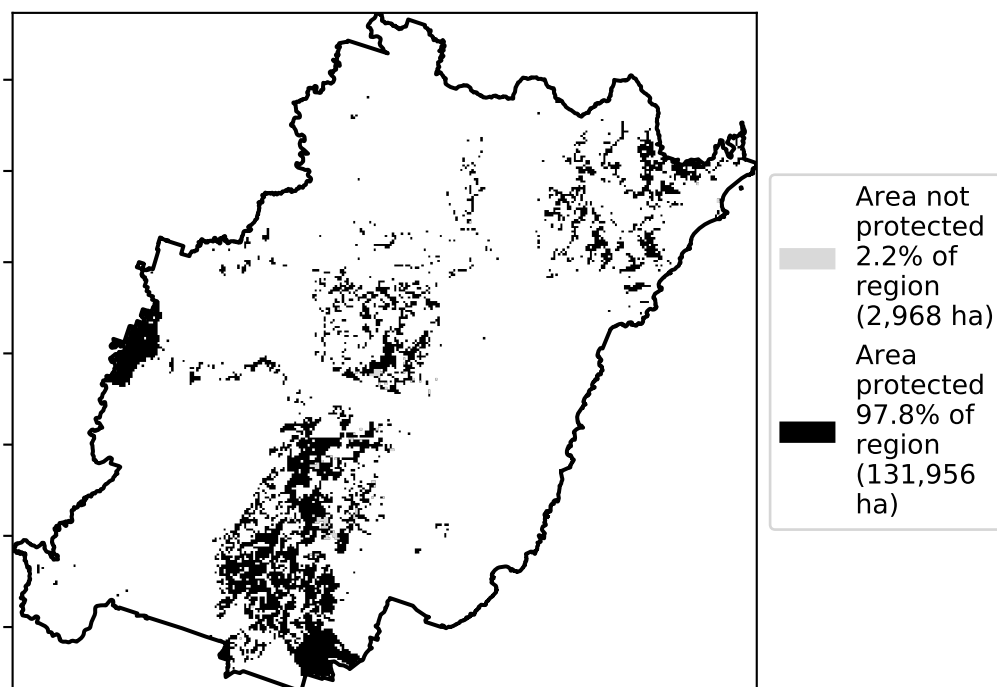 Area not
protected
2.2% of
region
(2,968 ha)
Area
protected
97.8% of
region
(131,956
ha)